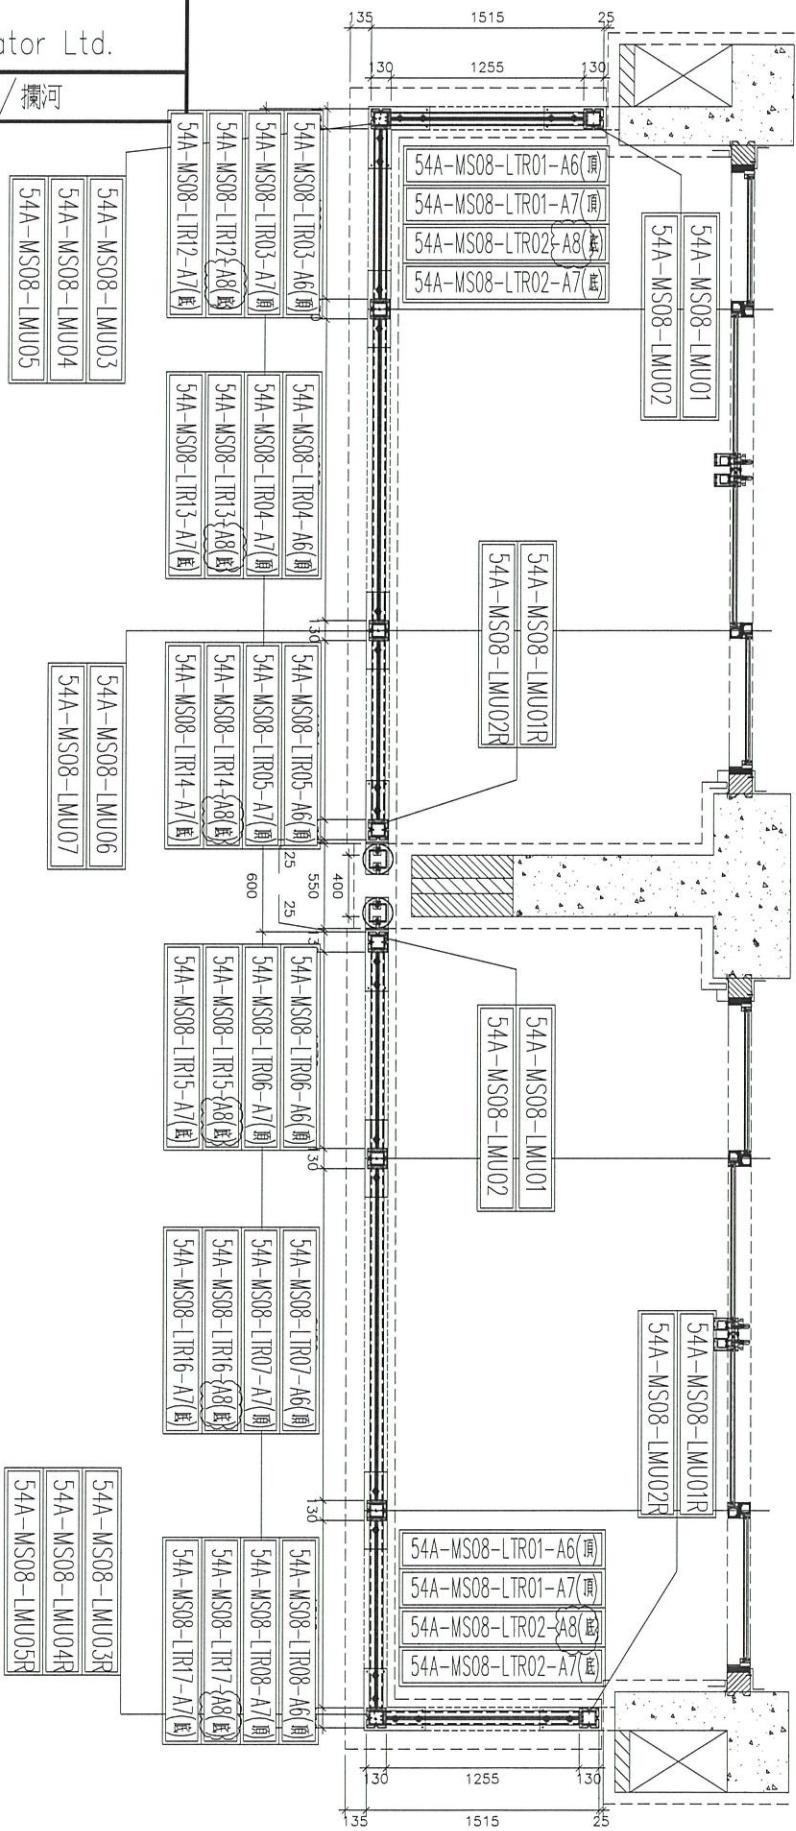 ator Ltd.
攔河
135
1515
25
130
1255
130
54A-MS08-LTR01-A6(頂)
54A-MS08-LTR01-A7(頂)
54A-MS08-LTR02-A8(底)
54A-MS08-LTR02-A7(底)
54A-MS08-LMU01
54A-MS08-LMU02
54A-MS08-LTR03-A6(頂)
54A-MS08-LTR03-A7(頂)
54A-MS08-LTR12-A8(底)
54A-MS08-LTR12-A7(底)
54A-MS08-LMU03
54A-MS08-LMU04
54A-MS08-LMU05
54A-MS08-LTR04-A6(頂)
54A-MS08-LTR04-A7(頂)
54A-MS08-LTR13-A8(底)
54A-MS08-LTR13-A7(底)
130
54A-MS08-LMU01R
54A-MS08-LMU02R
54A-MS08-LTR05-A6(頂)
54A-MS08-LTR05-A7(頂)
54A-MS08-LTR14-A8(底)
54A-MS08-LTR14-A7(底)
54A-MS08-LMU06
54A-MS08-LMU07
25
25
400
550
600
54A-MS08-LMU01
54A-MS08-LMU02
54A-MS08-LTR06-A6(頂)
54A-MS08-LTR06-A7(頂)
54A-MS08-LTR15-A8(底)
54A-MS08-LTR15-A7(底)
130
54A-MS08-LTR07-A6(頂)
54A-MS08-LTR07-A7(頂)
54A-MS08-LTR16-A8(底)
54A-MS08-LTR16-A7(底)
54A-MS08-LMU01R
54A-MS08-LMU02R
130
54A-MS08-LTR01-A6(頂)
54A-MS08-LTR01-A7(頂)
54A-MS08-LTR02-A8(底)
54A-MS08-LTR02-A7(底)
54A-MS08-LTR08-A6(頂)
54A-MS08-LTR08-A7(頂)
54A-MS08-LTR17-A8(底)
54A-MS08-LTR17-A7(底)
54A-MS08-LMU03R
54A-MS08-LMU04R
54A-MS08-LMU05R
130
1255
130
135
1515
25